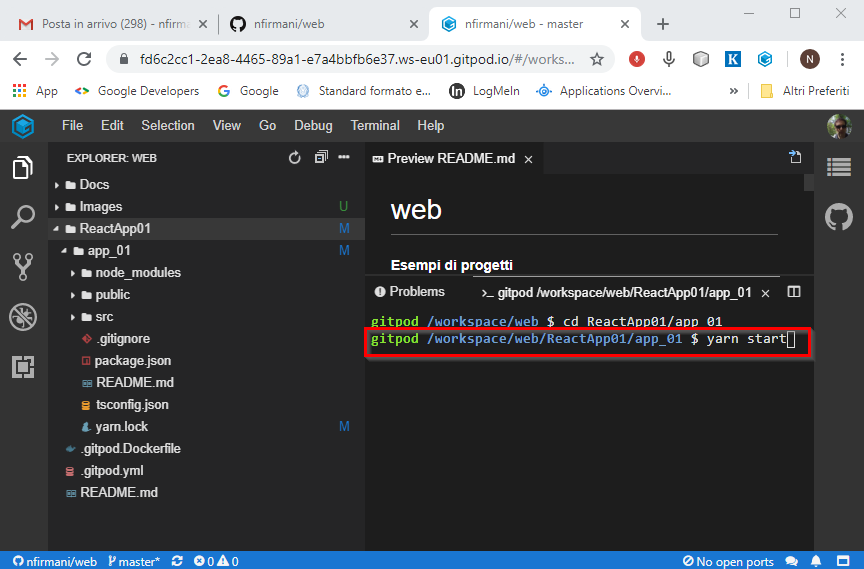 Posta in arrivo (298) - nfirma
nfirmani/web
nfirmani/web - master
fd6c2cc1-2ea8-4465-89a1-e7a4bbfb6e37.ws-eu01.gitpod.io/#/works...
K
N
App
Google Developers
Google
Standard formato e...
In
LogMeIn
Applications Overvi...
»
Altri Preferiti
File Edit Selection View Go Debug Terminal Help
EXPLORER: WEB
Preview README.md
Docs
Images U
ReactApp01 M
app_01 M
node_modules
public
src
.gitignore
package.json
README.md
tsconfig.json
yarn.lock M
.gitpod.Dockerfile
.gitpod.yml
README.md
web
Esempi di progetti
Problems
>_ gitpod /workspace/web/ReactApp01/app_01
gitpod /workspace/web $ cd ReactApp01/app_01
gitpod /workspace/web/ReactApp01/app_01 $ yarn start
nfirmani/web
master*
0
0
No open ports